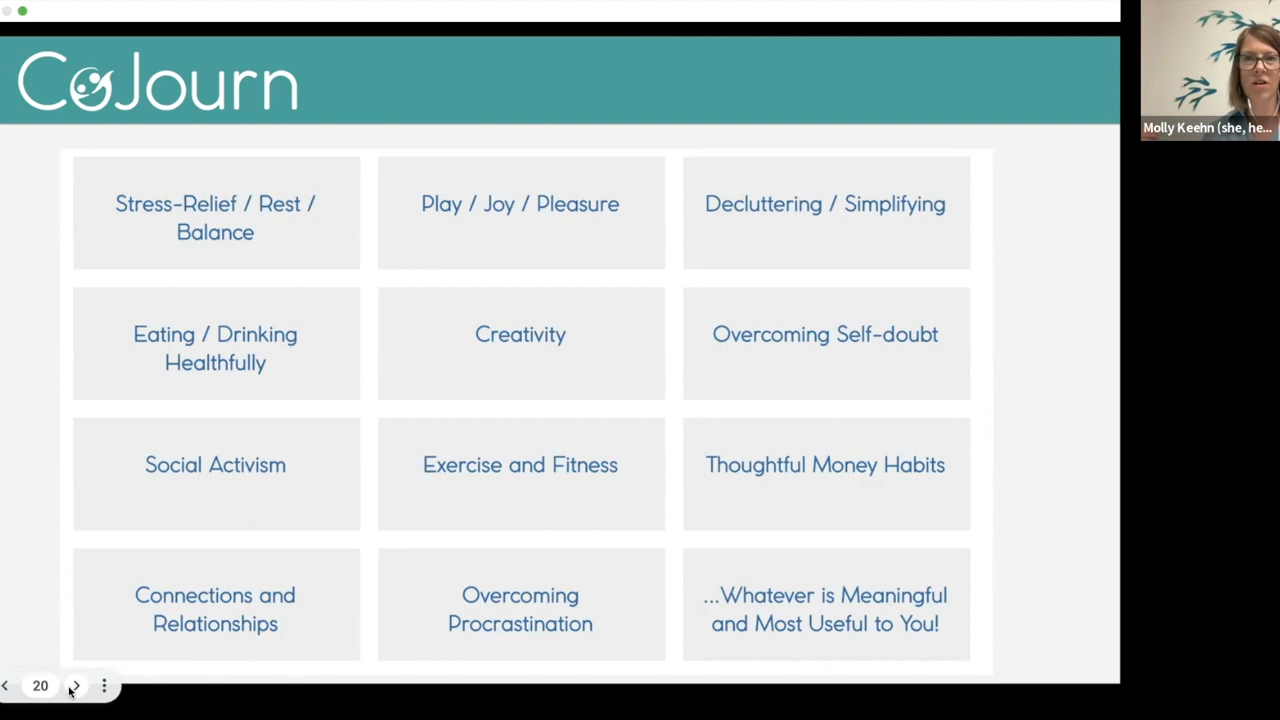 CoJourn
Molly Keehn (she, he...
Stress-Relief / Rest /
Balance
Play / Joy / Pleasure
Decluttering / Simplifying
Eating / Drinking
Healthfully
Creativity
Overcoming Self-doubt
Social Activism
Exercise and Fitness
Thoughtful Money Habits
Connections and
Relationships
Overcoming
Procrastination
...Whatever is Meaningful
and Most Useful to You!
20